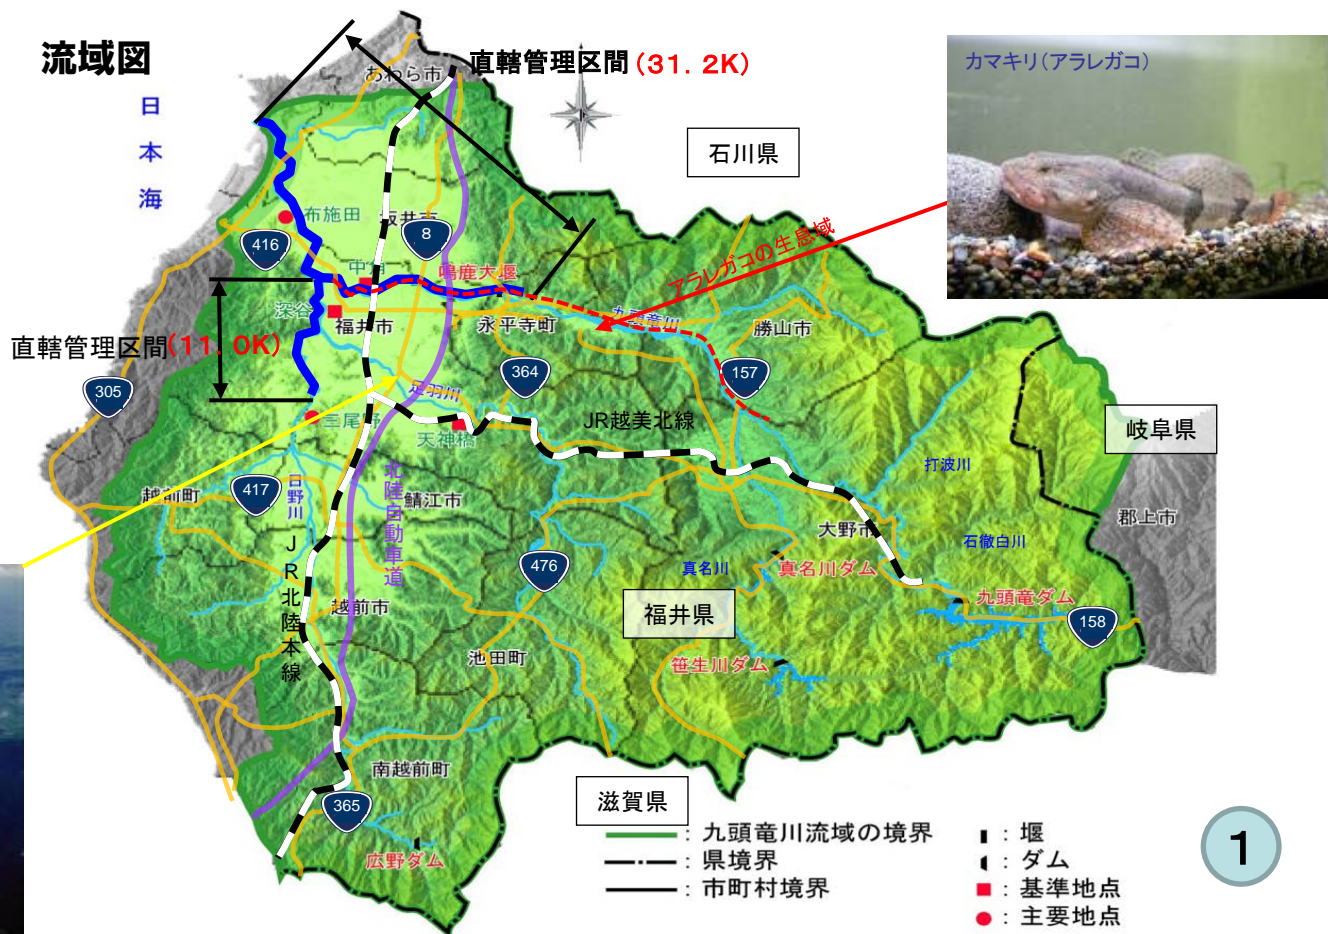 流域図
直轄管理区間(31.2K)
カマキリ(アラレガコ)
日本海
あわら市
石川県
布施田
坂井市
416
8
中角
鳴鹿大堰
アラレガコの生息域
深谷
福井市
永平寺町
九頭竜川
勝山市
直轄管理区間(11.0K)
305
364
157
足羽川
三尾野
天神橋
JR越美北線
岐阜県
打波川
越前町
417
日野川
北陸自動車道
鯖江市
郡上市
大野市
石徹白川
JR北陸本線
476
真名川
真名川ダム
越前市
福井県
九頭竜ダム
158
池田町
笹生川ダム
南越前町
365
滋賀県
広野ダム
:九頭竜川流域の境界
:県境界
:市町村境界
:堰
:ダム
:基準地点
:主要地点
1